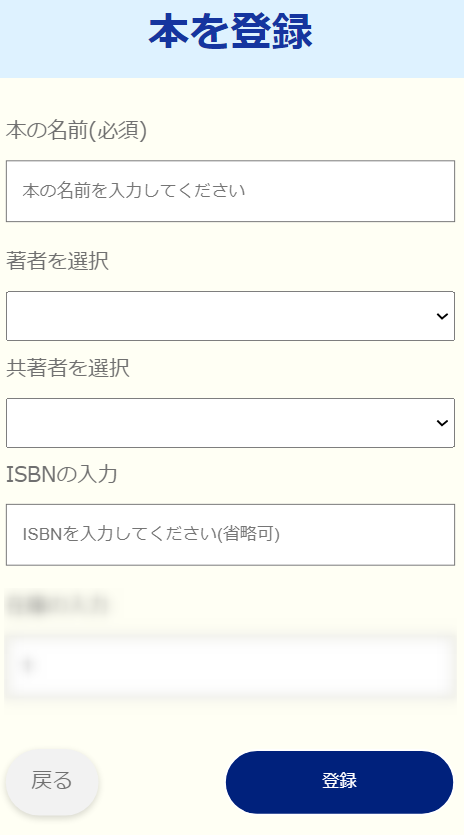 本を登録
本の名前(必須)
本の名前を入力してください
著者を選択
共著者を選択
ISBNの入力
ISBNを入力してください(省略可)
戻る
登録